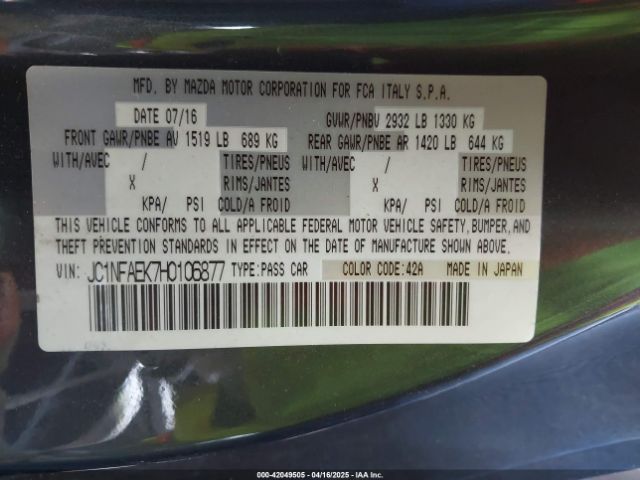 MFD. BY MAZDA MOTOR CORPORATION FOR FCA ITALY S.P.A.
DATE 07/16 GVWR/PNBV 2932 LB 1330 KG
FRONT GAWR/PNBE AV 1519 LB 689 KG REAR GAWR/PNBE AR 1420 LB 644 KG
WITH/AVEC / TIRES/PNEUS WITH/AVEC / TIRES/PNEUS
X RIMS/JANTES X RIMS/JANTES
KPA/ PSI COLD/A FROID KPA/ PSI COLD/A FROID
THIS VEHICLE CONFORMS TO ALL APPLICABLE FEDERAL MOTOR VEHICLE SAFETY, BUMPER, AND
THEFT PREVENTION STANDARDS IN EFFECT ON THE DATE OF MANUFACTURE SHOWN ABOVE.
VIN: JC1NFAEK7H0106877 TYPE:PASS CAR COLOR CODE:42A MADE IN JAPAN
000-42049505 - 04/16/2025 - IAAS